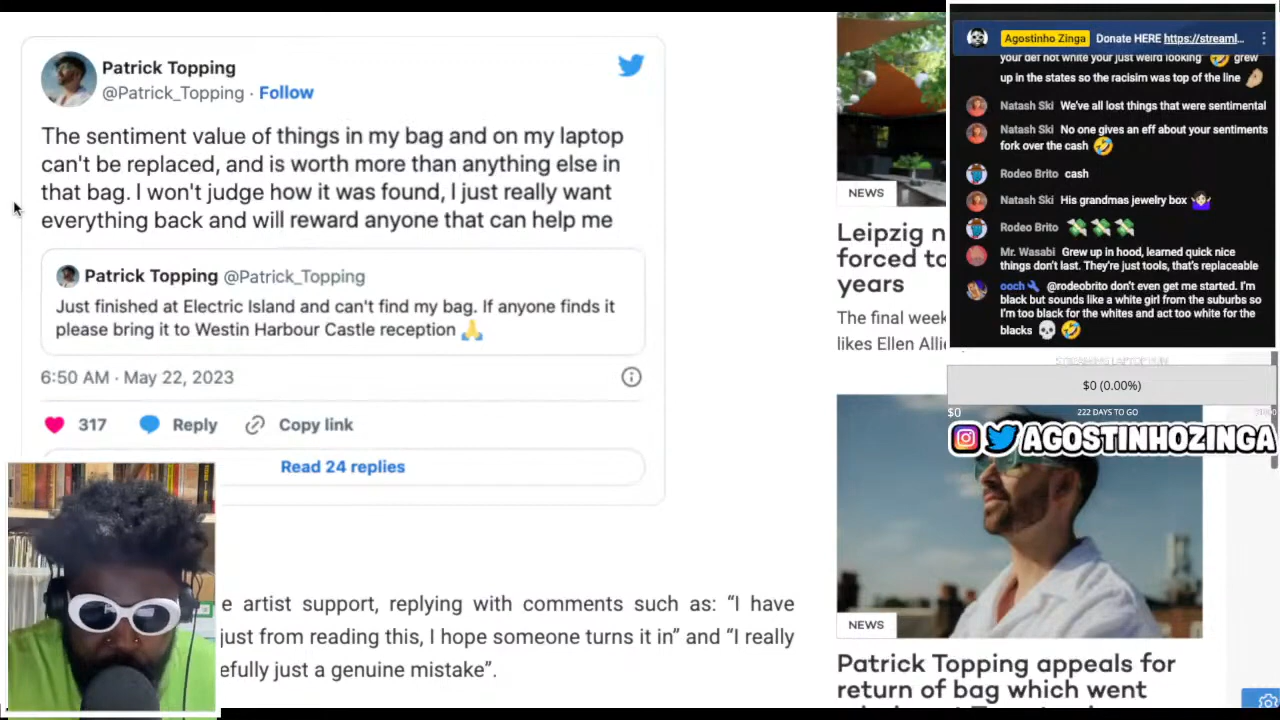 Patrick Topping
@Patrick_Topping · Follow
The sentiment value of things in my bag and on my laptop
can't be replaced, and is worth more than anything else in
that bag. I won't judge how it was found, I just really want
everything back and will reward anyone that can help me
Patrick Topping @Patrick_Topping
Just finished at Electric Island and can't find my bag. If anyone finds it
please bring it to Westin Harbour Castle reception 🙏
6:50 AM · May 22, 2023
317 Reply Copy link
Read 24 replies
e artist support, replying with comments such as: “I have
just from reading this, I hope someone turns it in” and “I really
efully just a genuine mistake”.
NEWS
Leipzig n
forced to
years
The final week
likes Ellen Allie
NEWS
Patrick Topping appeals for
return of bag which went
Agostinho Zinga Donate HERE https://streaml...
your def not white your just weird looking 🤣 grew
up in the states so the racisim was top of the line 🤌🏼
Natash Ski We've all lost things that were sentimental
Natash Ski No one gives an eff about your sentiments
fork over the cash 🤣
Rodeo Brito cash
Natash Ski His grandmas jewelry box 🤷🏻‍♀️
Rodeo Brito 💸💸💸
Mr. Wasabi Grew up in hood, learned quick nice
things don't last. They're just tools, that's replaceable
ooch🔧 @rodeobrito don't even get me started. I'm
black but sounds like a white girl from the suburbs so
I'm too black for the whites and act too white for the
blacks 💀🤣
$0 (0.00%)
$0 222 DAYS TO GO
AGOSTINHOZINGA